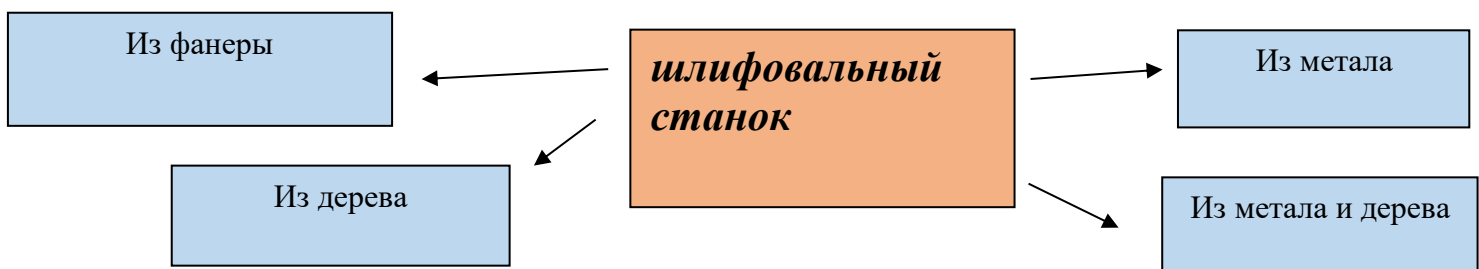 Из фанеры
шлифовальный
станок
Из метала
Из дерева
Из метала и дерева